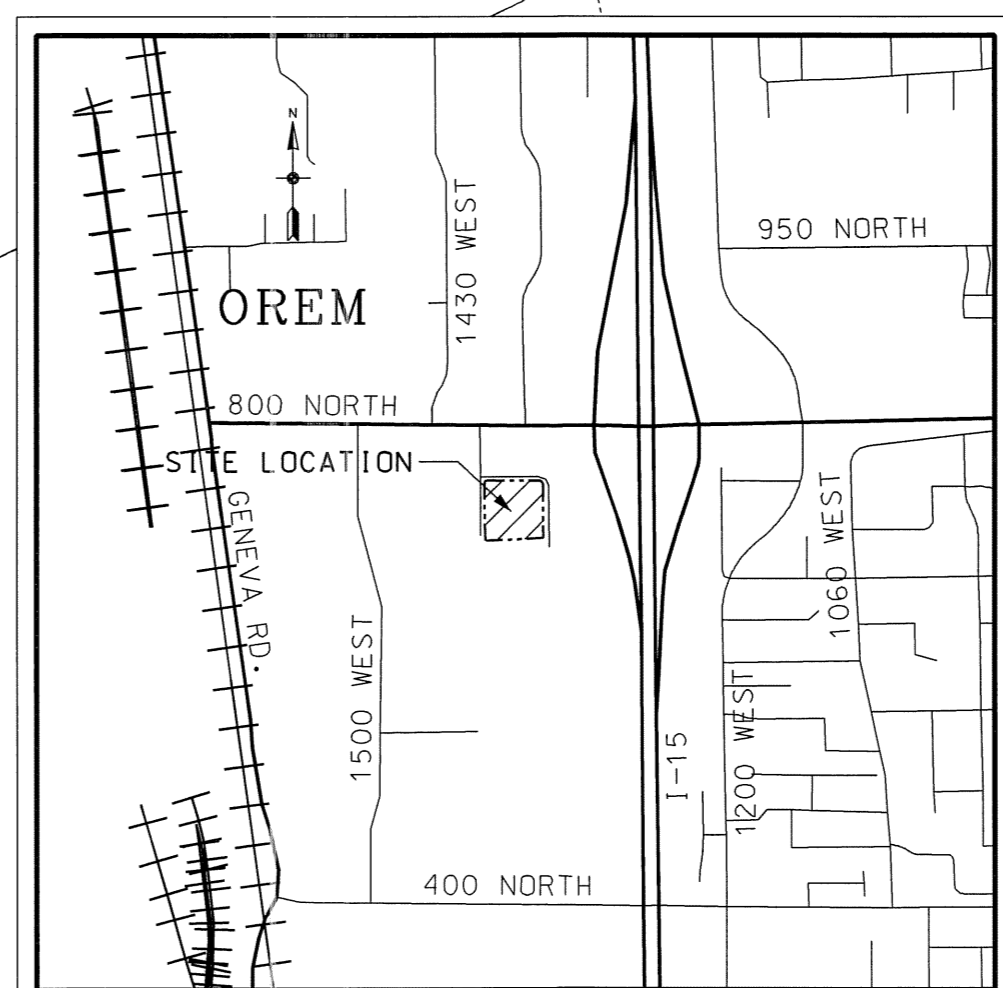 N
1430 WEST
950 NORTH
OREM
800 NORTH
SITE LOCATION
GENEVA RD.
1060 WEST
1500 WEST
1200 WEST
I-15
400 NORTH